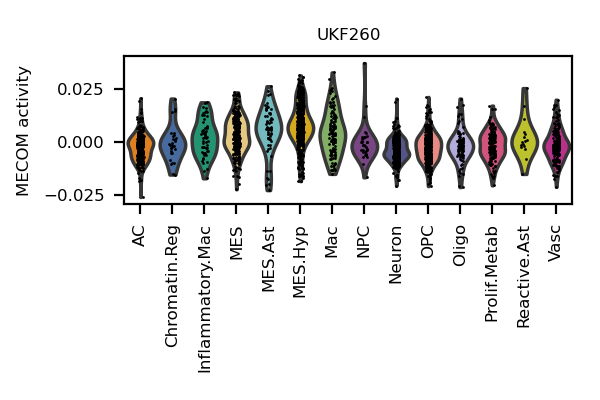 UKF260
MECOM activity
0.025
0.000
−0.025
AC
Chromatin.Reg
Inflammatory.Mac
MES
MES.Ast
MES.Hyp
Mac
NPC
Neuron
OPC
Oligo
Prolif.Metab
Reactive.Ast
Vasc